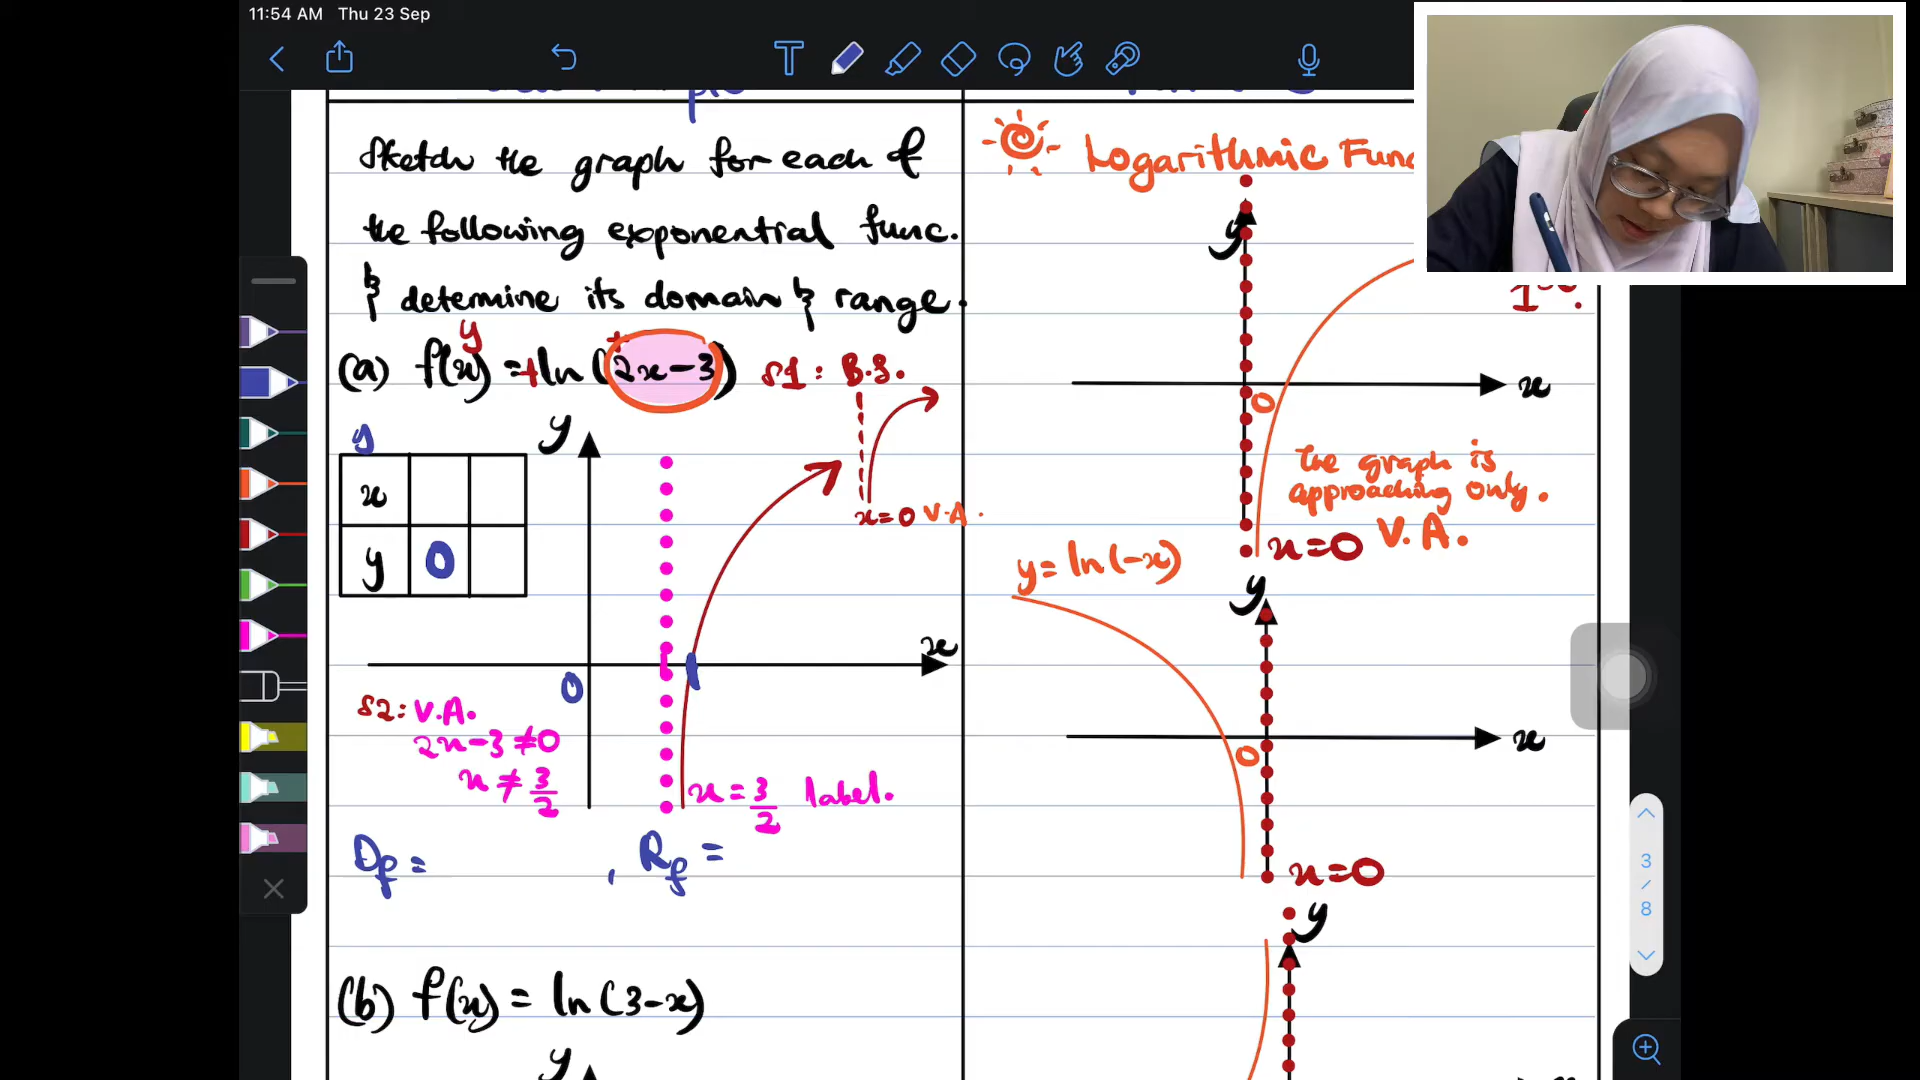 11:54 AM Thu 23 Sep
Sketch the graph for each of
the following exponential func.
& determine its domain & range.
y
(a) f(x) = + ln (2x - 3)
+
S1 : B.S.
x = 0 V.A.
y
y
x
y 0
x
0
S2 : V.A.
2x - 3 ≠ 0
x ≠ 3/2
x = 3/2 label.
Df = , Rf =
(b) f(x) = ln (3 - x)
y
Logarithmic Func
y
x
0
The graph is
approaching only.
x = 0 V.A.
y = ln (-x)
y
x
0
x = 0
y
3
/
8